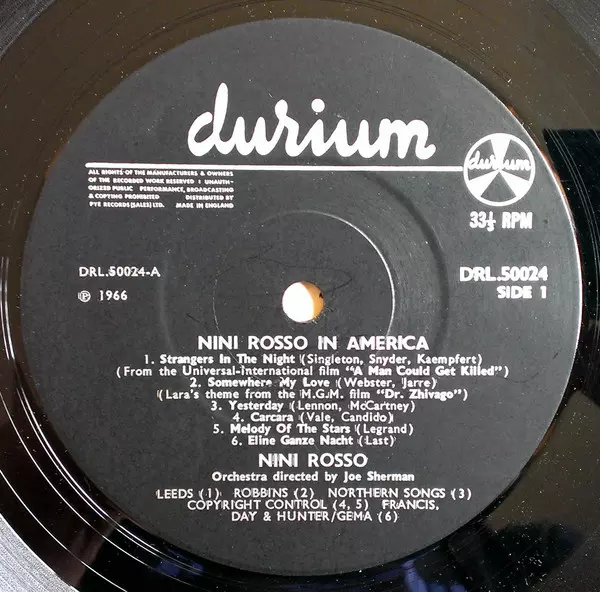 durium
ALL RIGHTS OF THE MANUFACTURERS & OWNERS
OF THE RECORDED WORK RESERVED ! UNAUTH-
ORIZED PUBLIC PERFORMANCE, BROADCASTING
& COPYING PROHIBITED DISTRIBUTED BY
PYE RECORDS (SALES) LTD. MADE IN ENGLAND
durium
33⅓ RPM
DRL.50024-A
℗ 1966
DRL.50024
SIDE 1
NINI ROSSO IN AMERICA
1. Strangers In The Night (Singleton, Snyder, Kaempfert)
(From the Universal-International film "A Man Could Get Killed")
2. Somewhere My Love (Webster, Jarre)
(Lara's theme from the M.G.M. film "Dr. Zhivago")
3. Yesterday (Lennon, McCartney)
4. Carcara (Vale, Candido)
5. Melody Of The Stars (Legrand)
6. Eline Ganze Nacht (Last)
NINI ROSSO
Orchestra directed by Joe Sherman
LEEDS (1) ROBBINS (2) NORTHERN SONGS (3)
COPYRIGHT CONTROL (4, 5) FRANCIS,
DAY & HUNTER/GEMA (6)